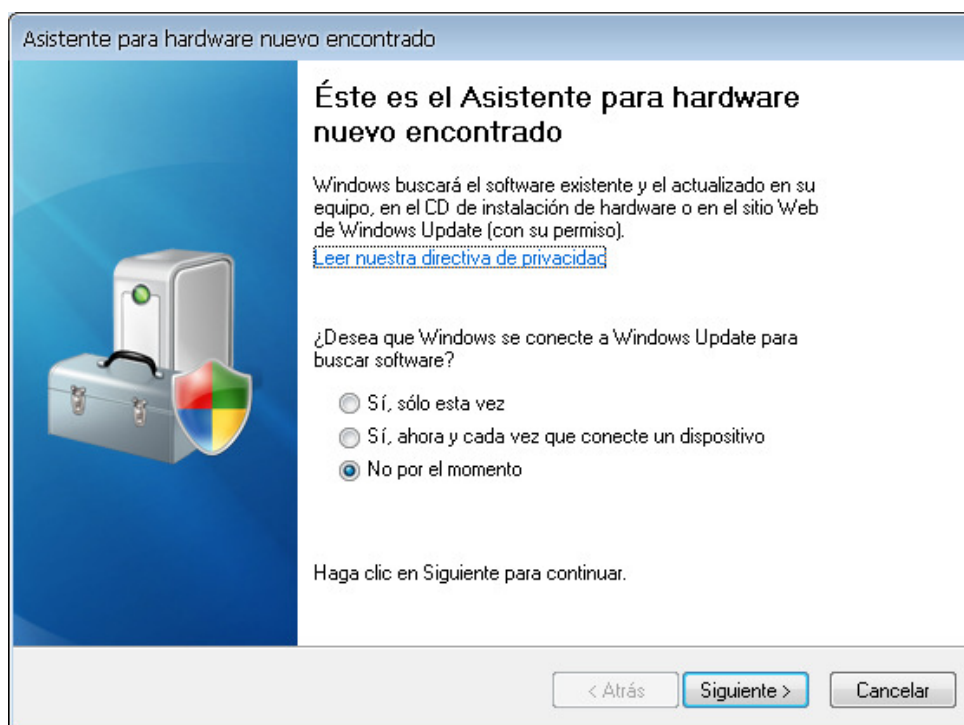 Asistente para hardware nuevo encontrado
Éste es el Asistente para hardware
nuevo encontrado
Windows buscará el software existente y el actualizado en su
equipo, en el CD de instalación de hardware o en el sitio Web
de Windows Update (con su permiso).
Leer nuestra directiva de privacidad
¿Desea que Windows se conecte a Windows Update para
buscar software?
Sí, sólo esta vez
Sí, ahora y cada vez que conecte un dispositivo
No por el momento
Haga clic en Siguiente para continuar.
< Atrás
Siguiente >
Cancelar